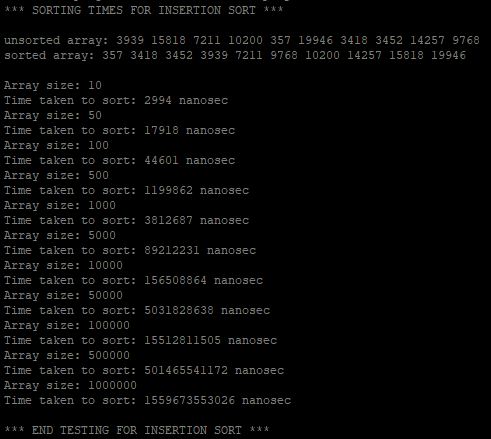 *** SORTING TIMES FOR INSERTION SORT ***
unsorted array: 3939 15818 7211 10200 357 19946 3418 3452 14257 9768
sorted array: 357 3418 3452 3939 7211 9768 10200 14257 15818 19946
Array size: 10
Time taken to sort: 2994 nanosec
Array size: 50
Time taken to sort: 17918 nanosec
Array size: 100
Time taken to sort: 44601 nanosec
Array size: 500
Time taken to sort: 1199862 nanosec
Array size: 1000
Time taken to sort: 3812687 nanosec
Array size: 5000
Time taken to sort: 89212231 nanosec
Array size: 10000
Time taken to sort: 156508864 nanosec
Array size: 50000
Time taken to sort: 5031828638 nanosec
Array size: 100000
Time taken to sort: 15512811505 nanosec
Array size: 500000
Time taken to sort: 501465541172 nanosec
Array size: 1000000
Time taken to sort: 1559673553026 nanosec
*** END TESTING FOR INSERTION SORT ***